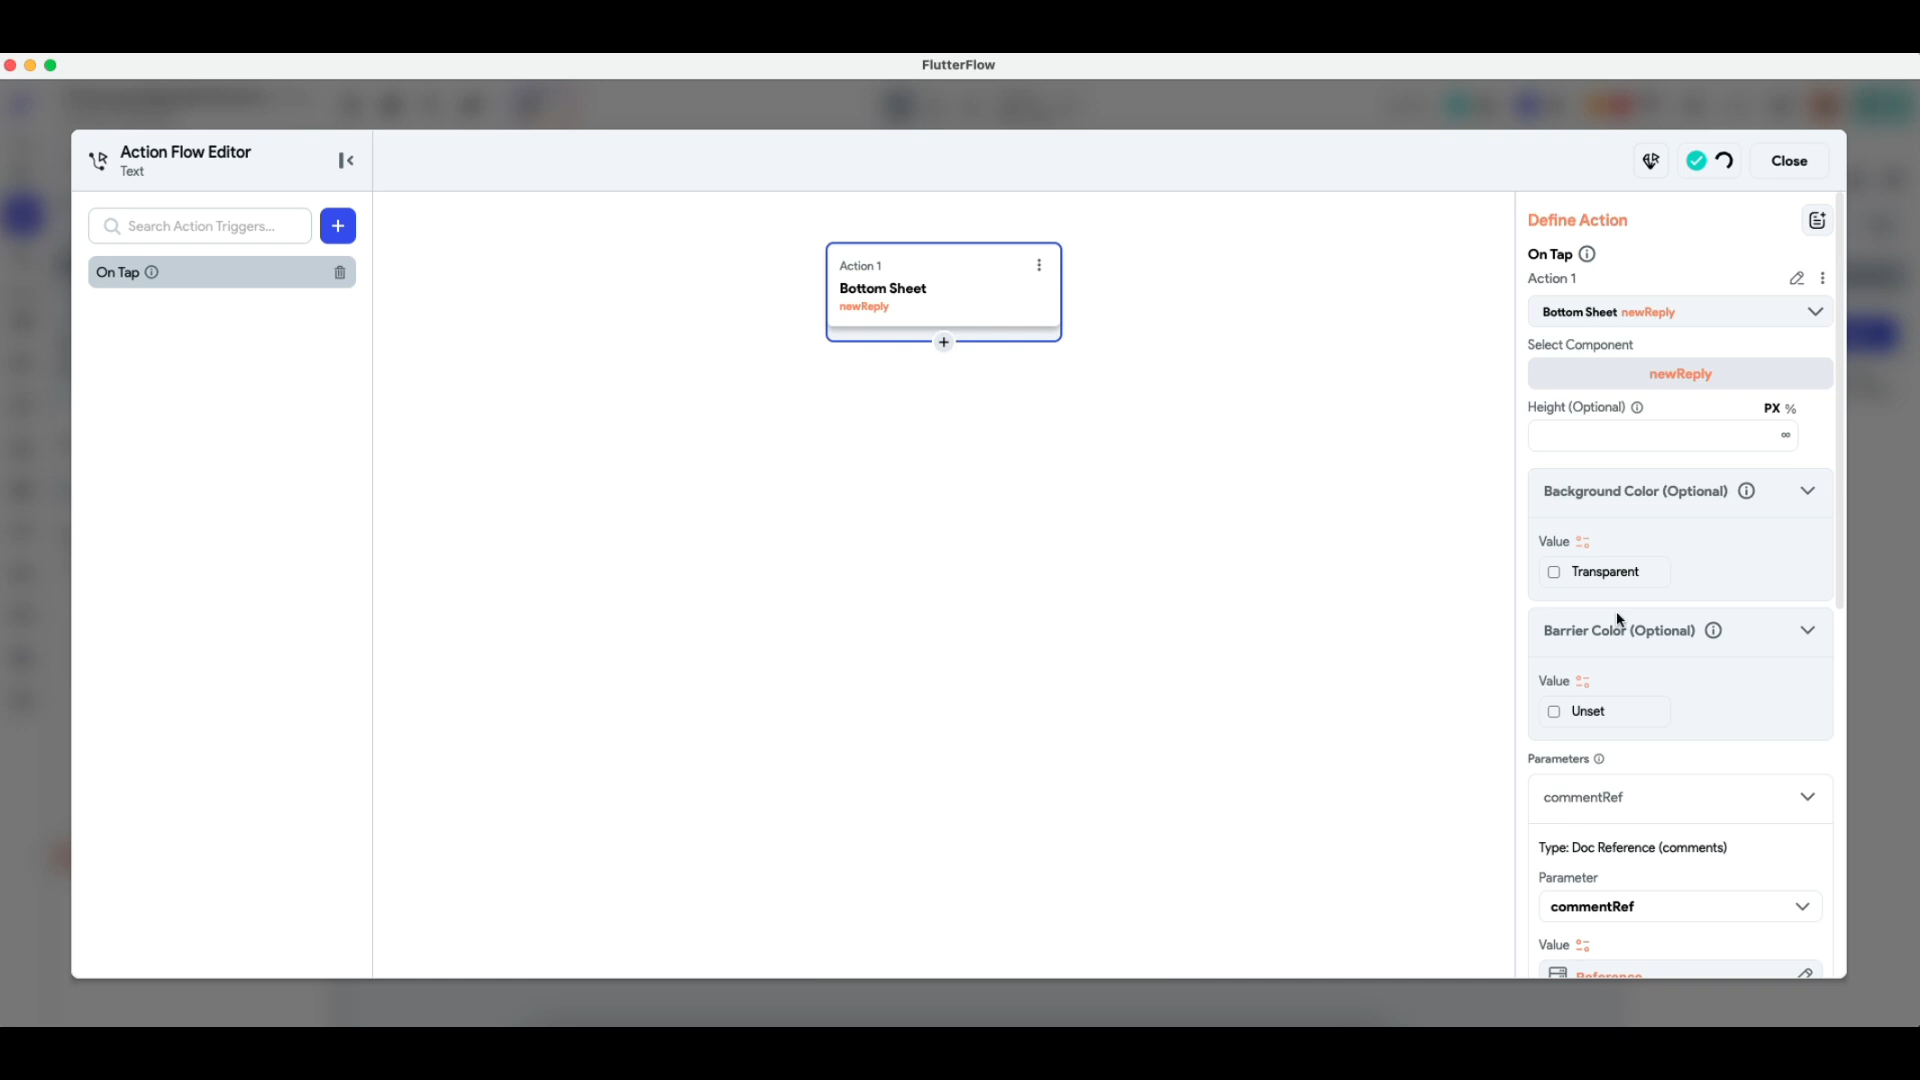 FlutterFlow
Action Flow Editor
Text
Close
Search Action Triggers...
On Tap
Action 1
Bottom Sheet
newReply
Define Action
On Tap
Action 1
Bottom Sheet newReply
Select Component
newReply
Height (Optional) PX %
∞
Background Color (Optional)
Value
Transparent
Barrier Color (Optional)
Value
Unset
Parameters
commentRef
Type: Doc Reference (comments)
Parameter
commentRef
Value
Reference